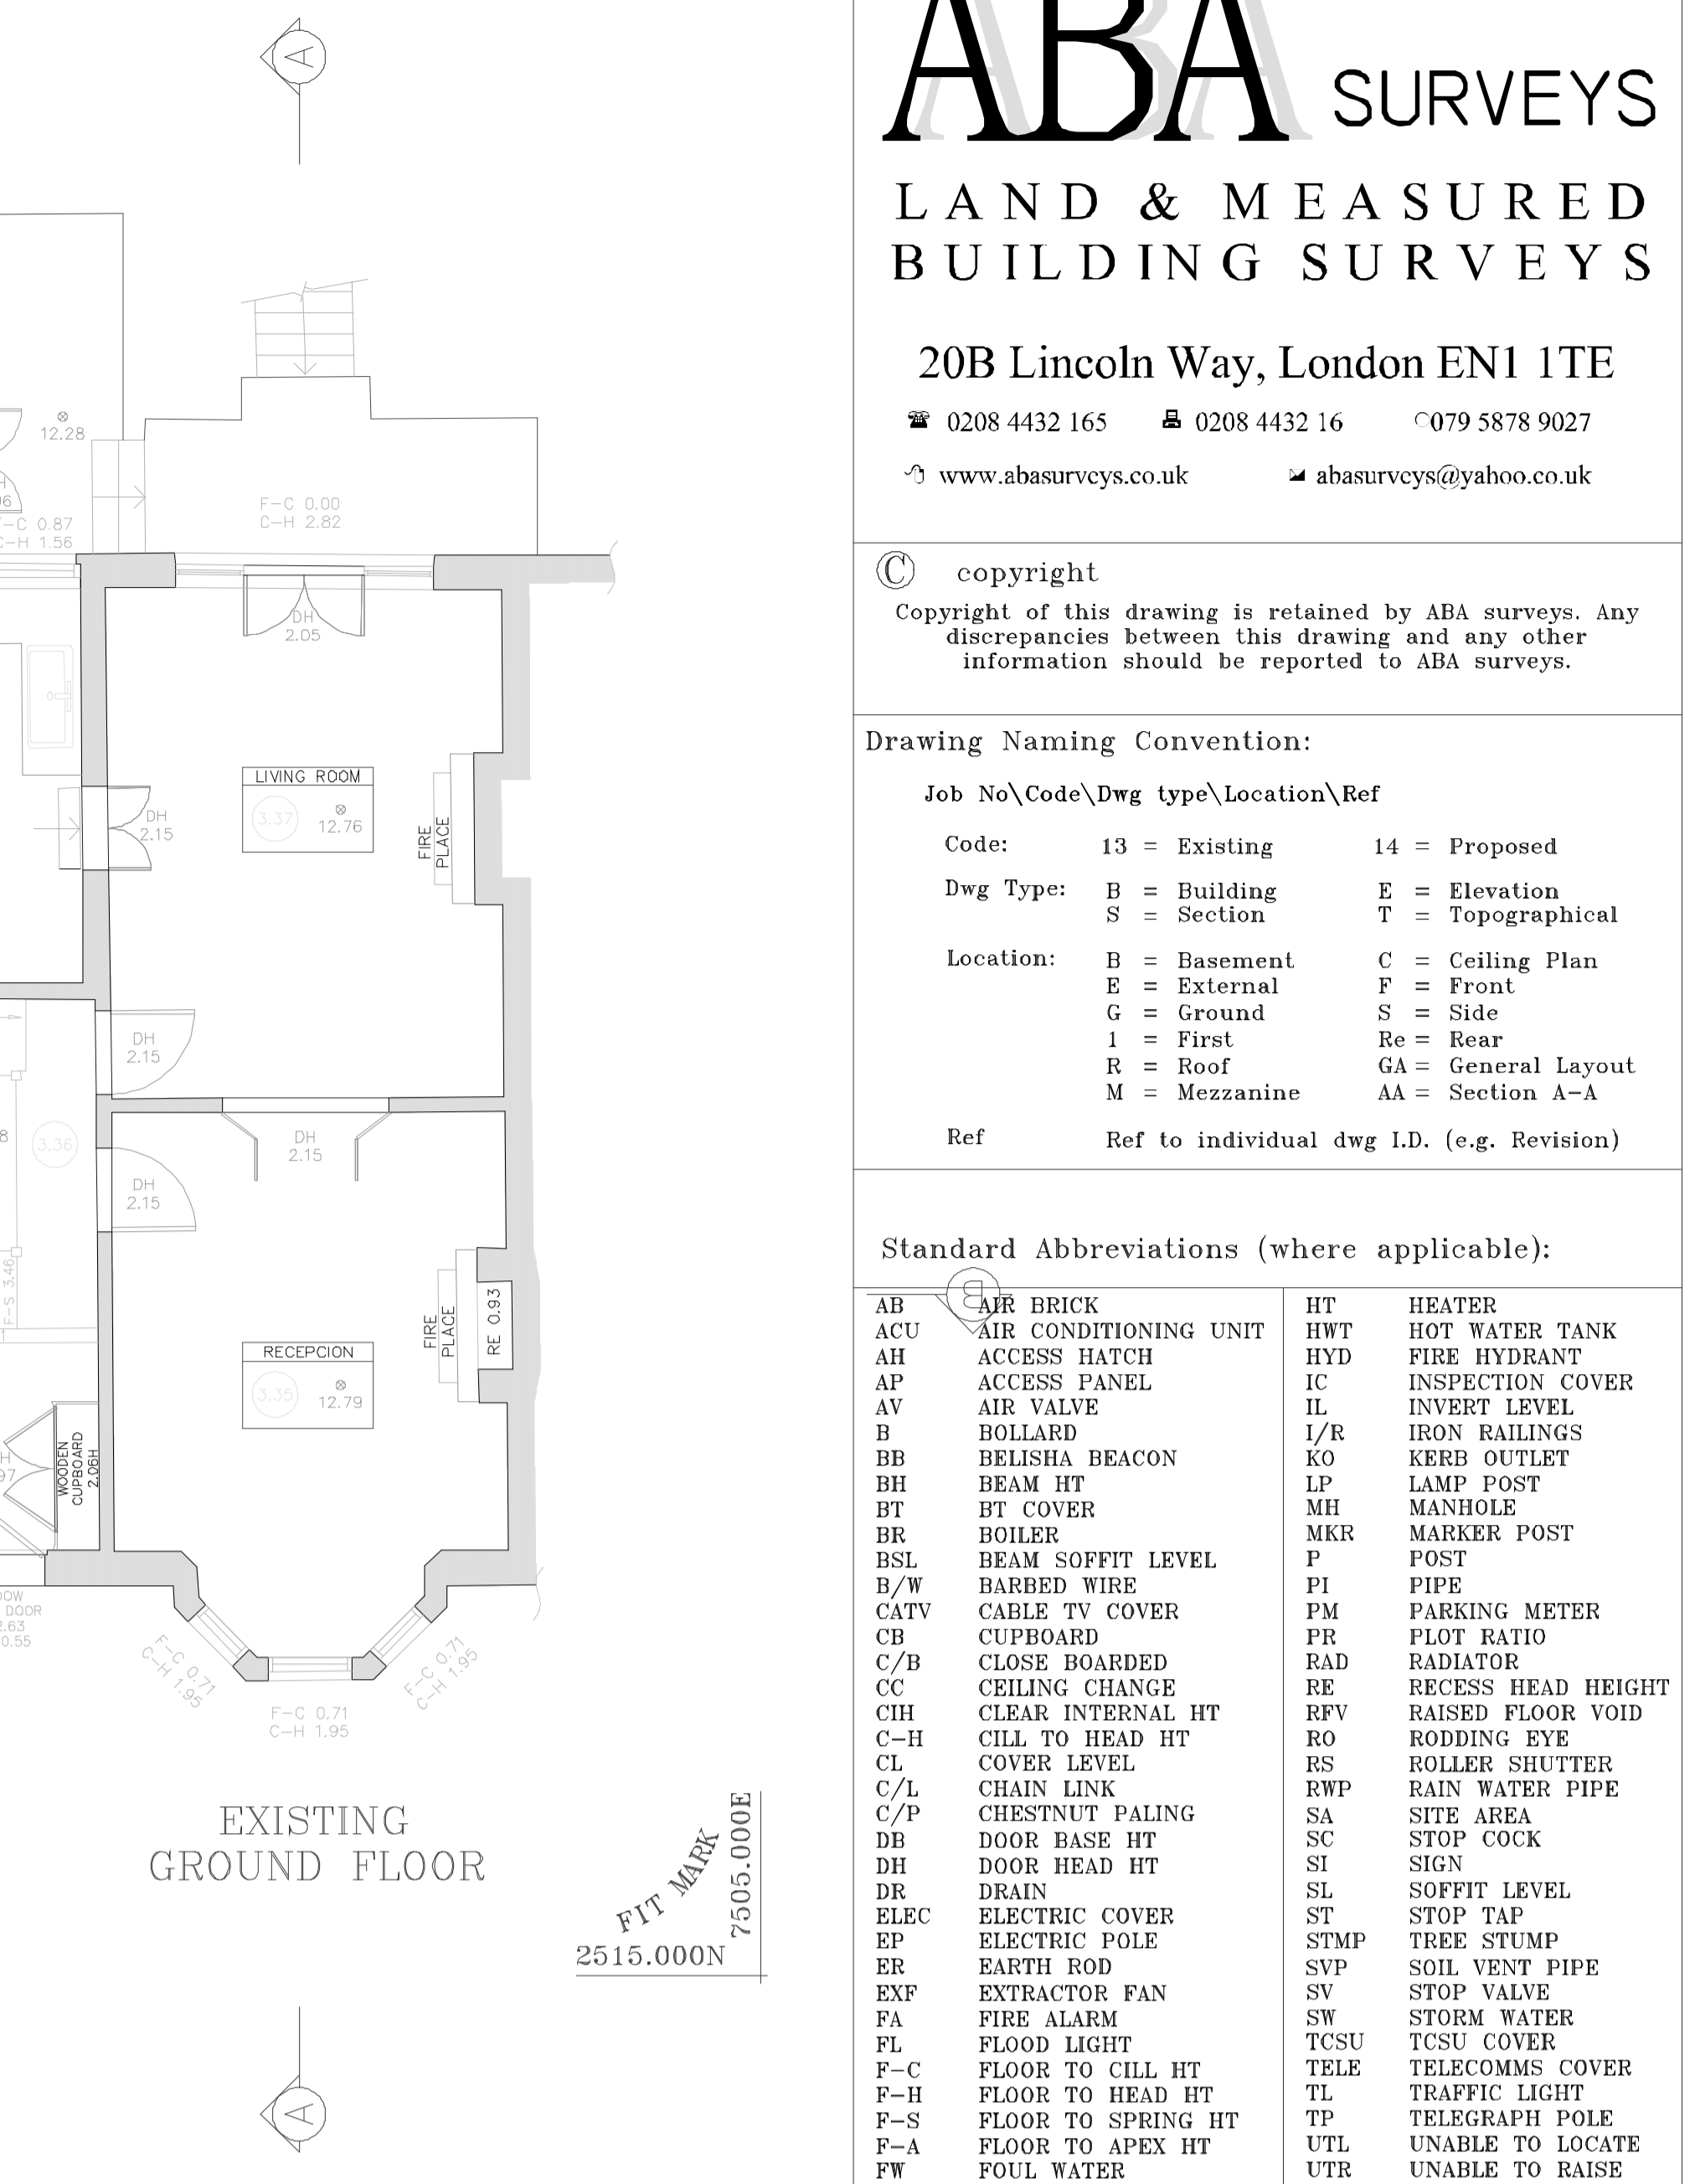 A
12.28
F-C 0.87
C-H 1.56
F-C 0.00
C-H 2.82
DH
2.05
DH
2.15
LIVING ROOM
3.37
12.76
FIRE
PLACE
DH
2.15
3.36
DH
2.15
DH
2.15
F-S 3.46
RECEPCION
3.35
12.79
FIRE
PLACE
RE 0.93
WOODEN
CUPBOARD
2.06H
DOOR
0.55
F-C 0.71
C-H 1.95
F-C 0.71
C-H 1.95
F-C 0.71
C-H 1.95
EXISTING
GROUND FLOOR
FIT MARK
7505.000E
2515.000N
A
ABA SURVEYS
LAND & MEASURED
BUILDING SURVEYS
20B Lincoln Way, London EN1 1TE
0208 4432 165 0208 4432 16 079 5878 9027
www.abasurveys.co.uk abasurveys@yahoo.co.uk
© copyright
Copyright of this drawing is retained by ABA surveys. Any
discrepancies between this drawing and any other
information should be reported to ABA surveys.
Drawing Naming Convention:
Job No\Code\Dwg type\Location\Ref
Code: 13 = Existing 14 = Proposed
Dwg Type: B = Building E = Elevation
S = Section T = Topographical
Location: B = Basement C = Ceiling Plan
E = External F = Front
G = Ground S = Side
1 = First Re = Rear
R = Roof GA = General Layout
M = Mezzanine AA = Section A-A
Ref Ref to individual dwg I.D. (e.g. Revision)
Standard Abbreviations (where applicable):
B
AB AIR BRICK
ACU AIR CONDITIONING UNIT
AH ACCESS HATCH
AP ACCESS PANEL
AV AIR VALVE
B BOLLARD
BB BELISHA BEACON
BH BEAM HT
BT BT COVER
BR BOILER
BSL BEAM SOFFIT LEVEL
B/W BARBED WIRE
CATV CABLE TV COVER
CB CUPBOARD
C/B CLOSE BOARDED
CC CEILING CHANGE
CIH CLEAR INTERNAL HT
C-H CILL TO HEAD HT
CL COVER LEVEL
C/L CHAIN LINK
C/P CHESTNUT PALING
DB DOOR BASE HT
DH DOOR HEAD HT
DR DRAIN
ELEC ELECTRIC COVER
EP ELECTRIC POLE
ER EARTH ROD
EXF EXTRACTOR FAN
FA FIRE ALARM
FL FLOOD LIGHT
F-C FLOOR TO CILL HT
F-H FLOOR TO HEAD HT
F-S FLOOR TO SPRING HT
F-A FLOOR TO APEX HT
FW FOUL WATER
HT HEATER
HWT HOT WATER TANK
HYD FIRE HYDRANT
IC INSPECTION COVER
IL INVERT LEVEL
I/R IRON RAILINGS
KO KERB OUTLET
LP LAMP POST
MH MANHOLE
MKR MARKER POST
P POST
PI PIPE
PM PARKING METER
PR PLOT RATIO
RAD RADIATOR
RE RECESS HEAD HEIGHT
RFV RAISED FLOOR VOID
RO RODDING EYE
RS ROLLER SHUTTER
RWP RAIN WATER PIPE
SA SITE AREA
SC STOP COCK
SI SIGN
SL SOFFIT LEVEL
ST STOP TAP
STMP TREE STUMP
SVP SOIL VENT PIPE
SV STOP VALVE
SW STORM WATER
TCSU TCSU COVER
TELE TELECOMMS COVER
TL TRAFFIC LIGHT
TP TELEGRAPH POLE
UTL UNABLE TO LOCATE
UTR UNABLE TO RAISE